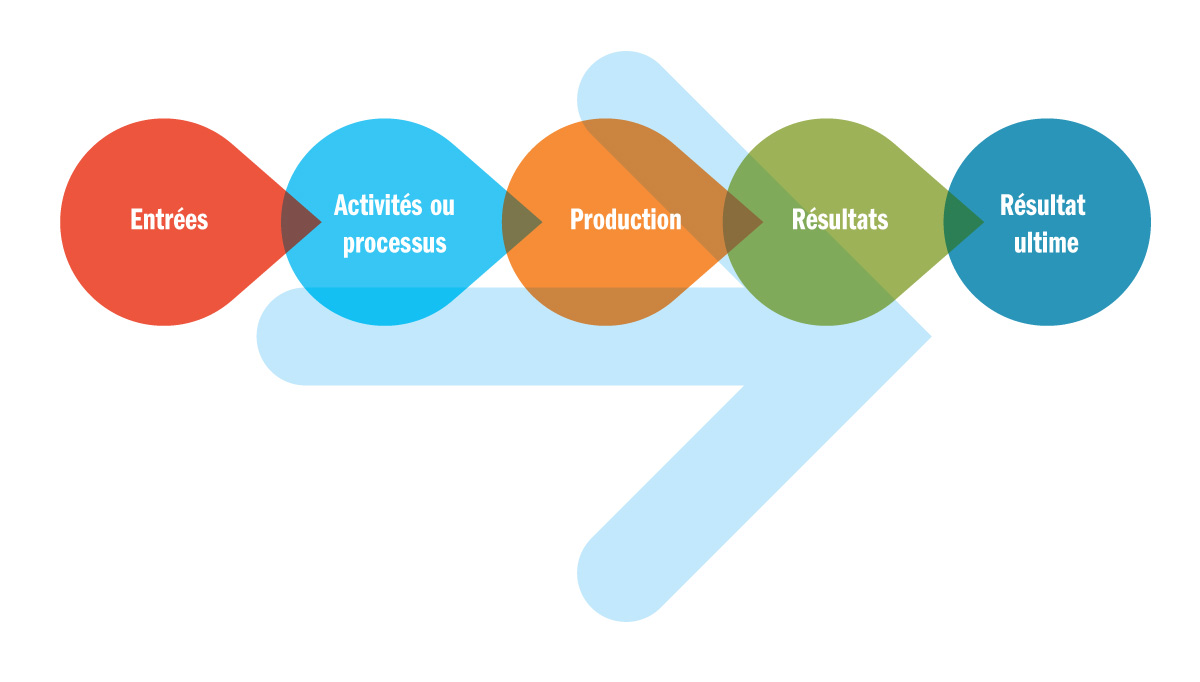 Entrées
Activités ou
processus
Production
Résultats
Résultat
ultime